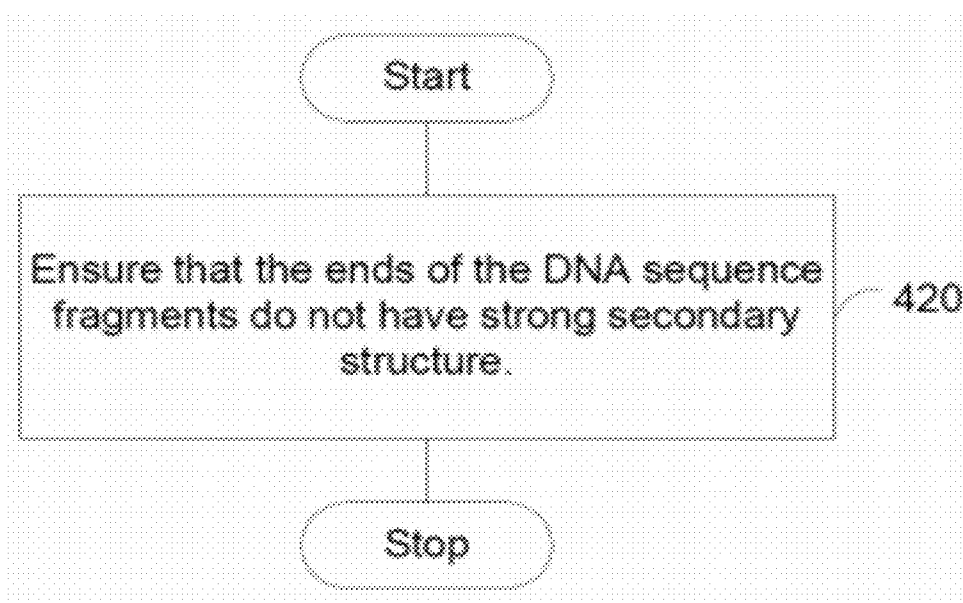 Start
Ensure that the ends of the DNA sequence
fragments do not have strong secondary
structure.
420
Stop